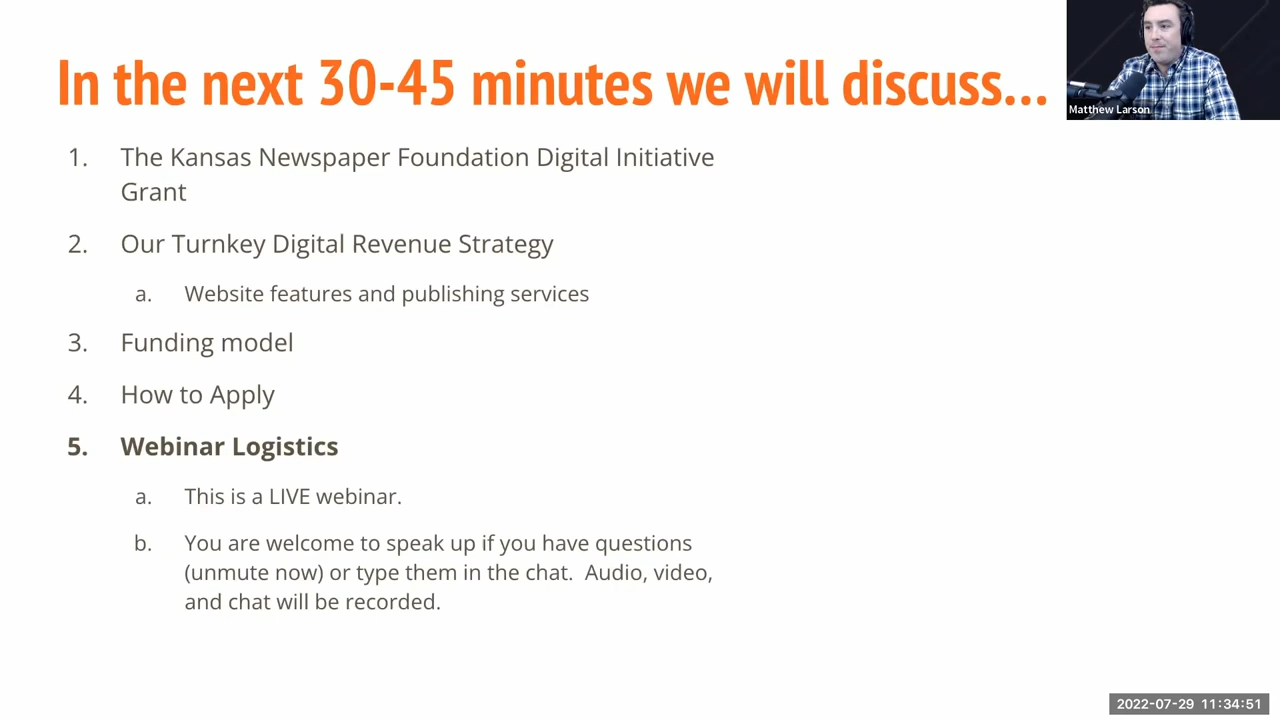 In the next 30-45 minutes we will discuss...
Matthew Larson
1. The Kansas Newspaper Foundation Digital Initiative
Grant
2. Our Turnkey Digital Revenue Strategy
a. Website features and publishing services
3. Funding model
4. How to Apply
5. Webinar Logistics
a. This is a LIVE webinar.
b. You are welcome to speak up if you have questions
(unmute now) or type them in the chat.  Audio, video,
and chat will be recorded.
2022-07-29 11:34:51